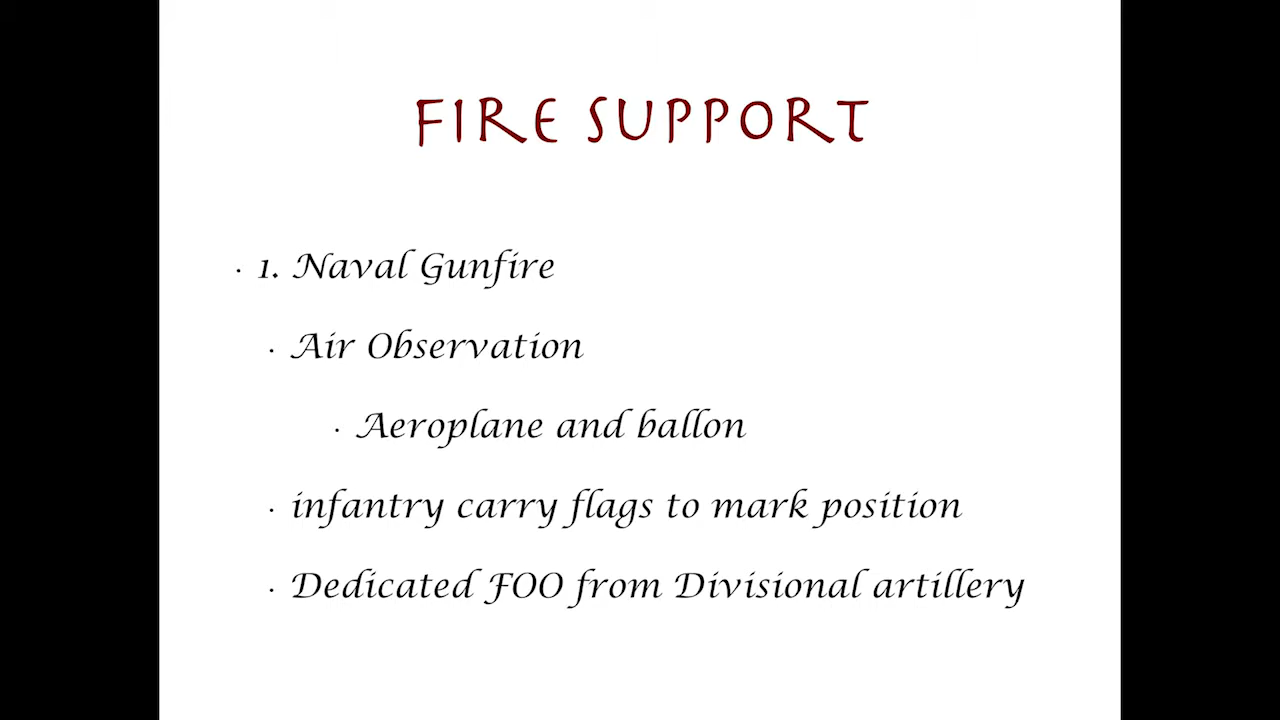 FIRE SUPPORT
· 1. Naval Gunfire
· Air Observation
· Aeroplane and ballon
· infantry carry flags to mark position
· Dedicated FOO from Divisional artillery